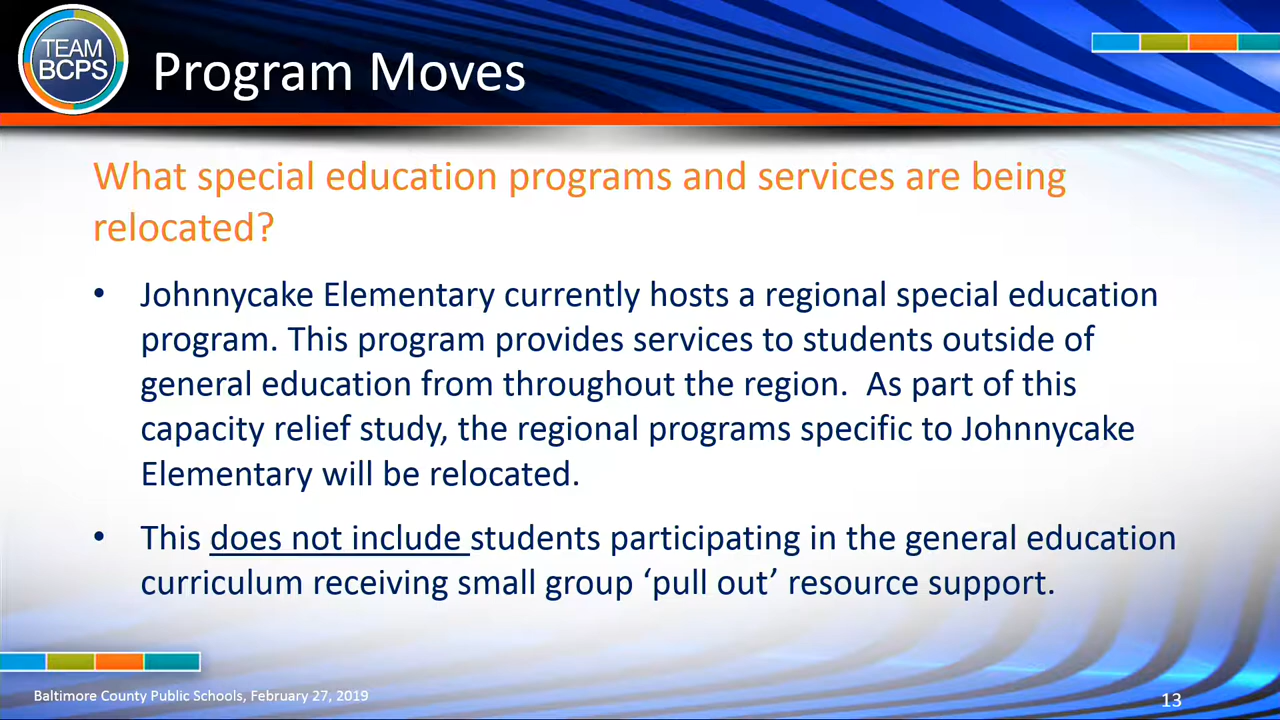 TEAM
BCPS
Program Moves
What special education programs and services are being
relocated?
• Johnnycake Elementary currently hosts a regional special education
program. This program provides services to students outside of
general education from throughout the region.  As part of this
capacity relief study, the regional programs specific to Johnnycake
Elementary will be relocated.
• This does not include students participating in the general education
curriculum receiving small group ‘pull out’ resource support.
Baltimore County Public Schools, February 27, 2019
13